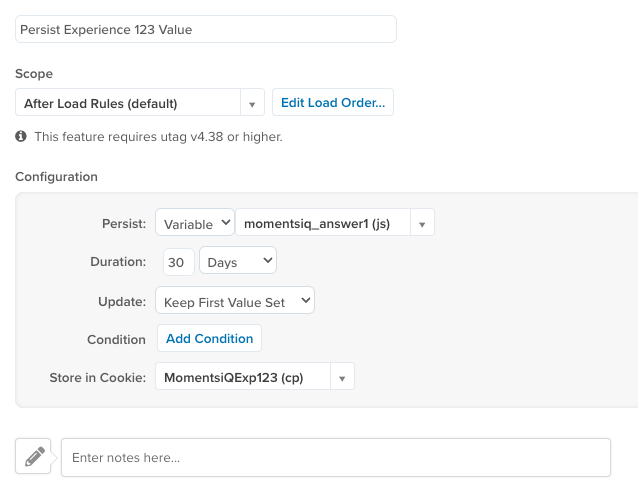 Persist Experience 123 Value
Scope
After Load Rules (default) Edit Load Order...
This feature requires utag v4.38 or higher.
Configuration
Persist: Variable momentsiq_answer1 (js)
Duration: 30 Days
Update: Keep First Value Set
Condition Add Condition
Store in Cookie: MomentsiQExp123 (cp)
Enter notes here...